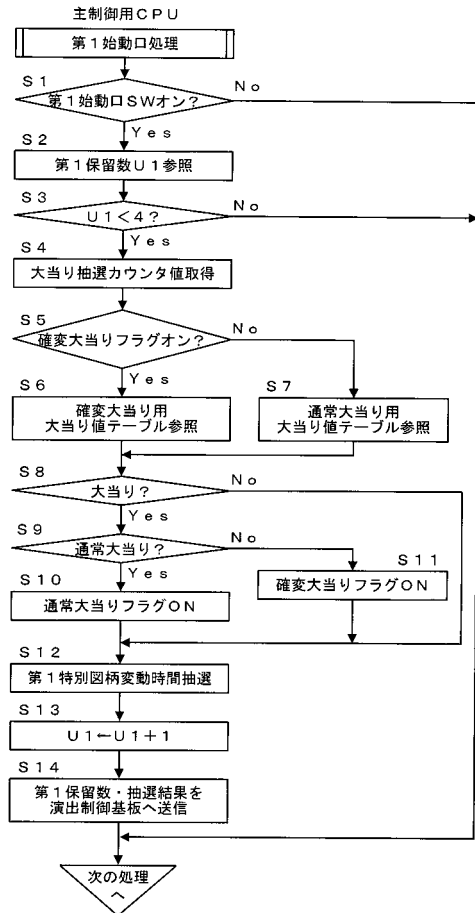 主制御用CPU
第1始動口処理
S1
第1始動口SWオン?
No
Yes
S2
第1保留数U1参照
S3
U1<4?
No
Yes
S4
大当り抽選カウンタ値取得
S5
確変大当りフラグオン?
No
Yes
S6
確変大当り用
大当り値テーブル参照
S7
通常大当り用
大当り値テーブル参照
S8
大当り?
No
Yes
S9
通常大当り?
No
Yes
S10
通常大当りフラグON
S11
確変大当りフラグON
S12
第1特別図柄変動時間抽選
S13
U1←U1+1
S14
第1保留数・抽選結果を
演出制御基板へ送信
次の処理
へ